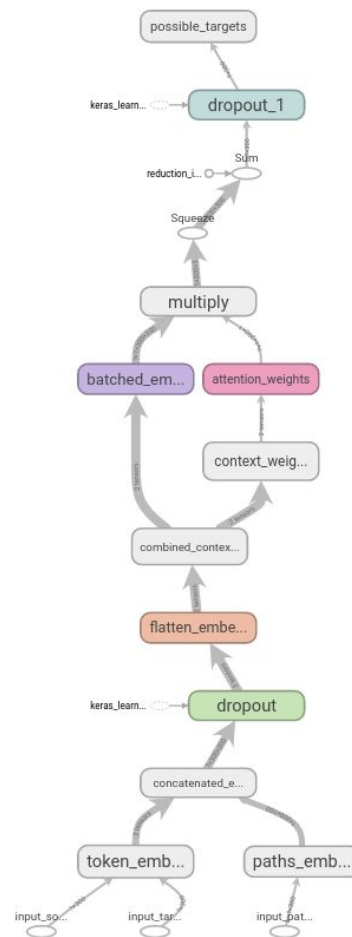 possible_targets
keras_learn...
dropout_1
Sum
reduction_i...
Squeeze
multiply
batched_em...
attention_weights
context_weig...
combined_contex...
flatten_embe...
keras_learn...
dropout
concatenated_e...
token_emb...
paths_emb...
input_so...
input_tar...
input_pat...